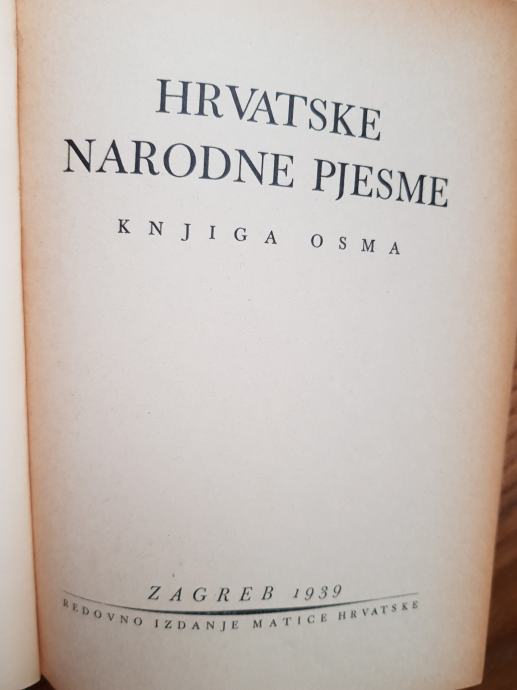 HRVATSKE
NARODNE PJESME
KNJIGA OSMA
ZAGREB 1939
REDOVNO IZDANJE MATICE HRVATSKE